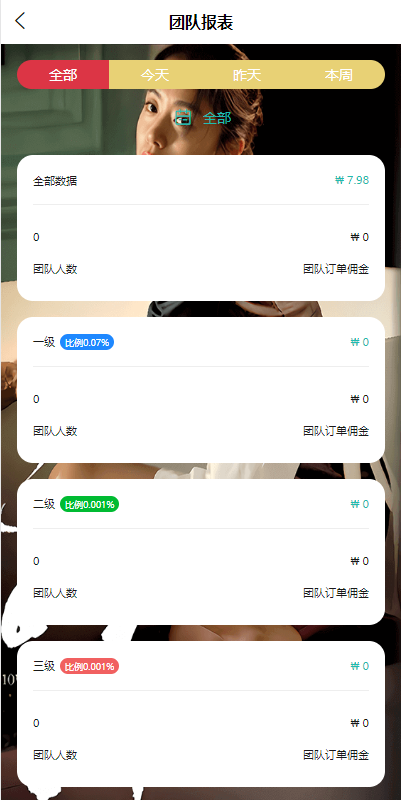 团队报表
全部 今天 昨天 本周
全部
全部数据 ₩ 7.98
0 ₩ 0
团队人数 团队订单佣金
一级 比例0.07% ₩ 0
0 ₩ 0
团队人数 团队订单佣金
二级 比例0.001% ₩ 0
0 ₩ 0
团队人数 团队订单佣金
三级 比例0.001% ₩ 0
0 ₩ 0
团队人数 团队订单佣金